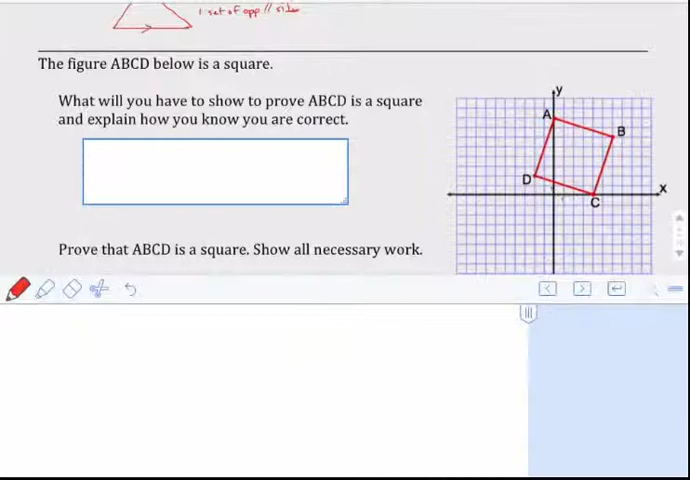 1 set of opp // sides
The figure ABCD below is a square.
What will you have to show to prove ABCD is a square
and explain how you know you are correct.
y
A
B
D
x
C
Prove that ABCD is a square. Show all necessary work.